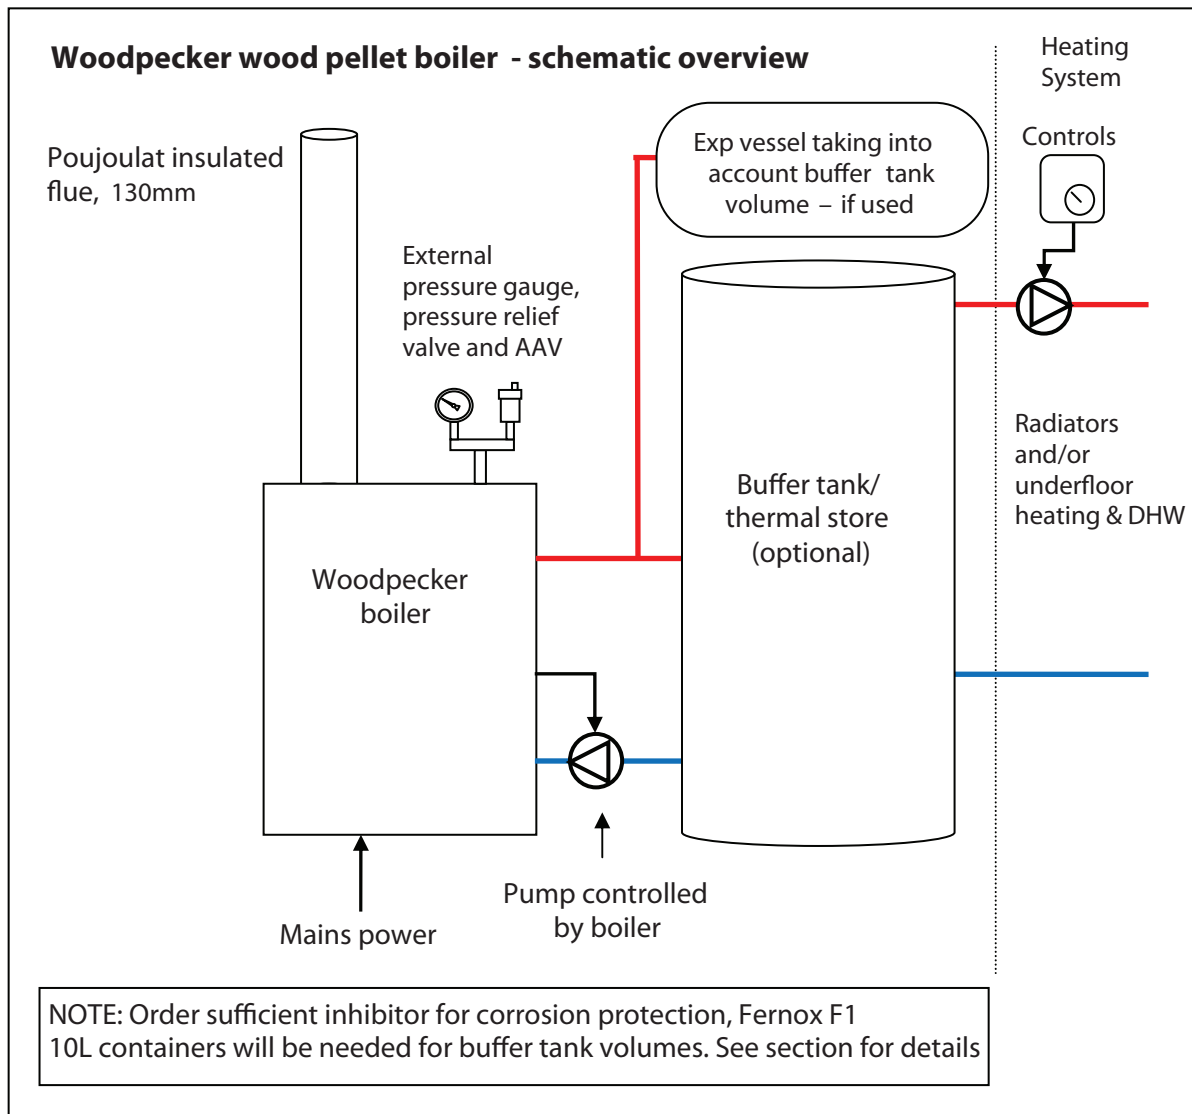 Woodpecker wood pellet boiler - schematic overview
Heating
System
Poujoulat insulated
flue, 130mm
Exp vessel taking into
account buffer tank
volume – if used
Controls
External
pressure gauge,
pressure relief
valve and AAV
Radiators
and/or
underfloor
heating & DHW
Buffer tank/
thermal store
(optional)
Woodpecker
boiler
Pump controlled
by boiler
Mains power
NOTE: Order sufficient inhibitor for corrosion protection, Fernox F1
10L containers will be needed for buffer tank volumes. See section for details